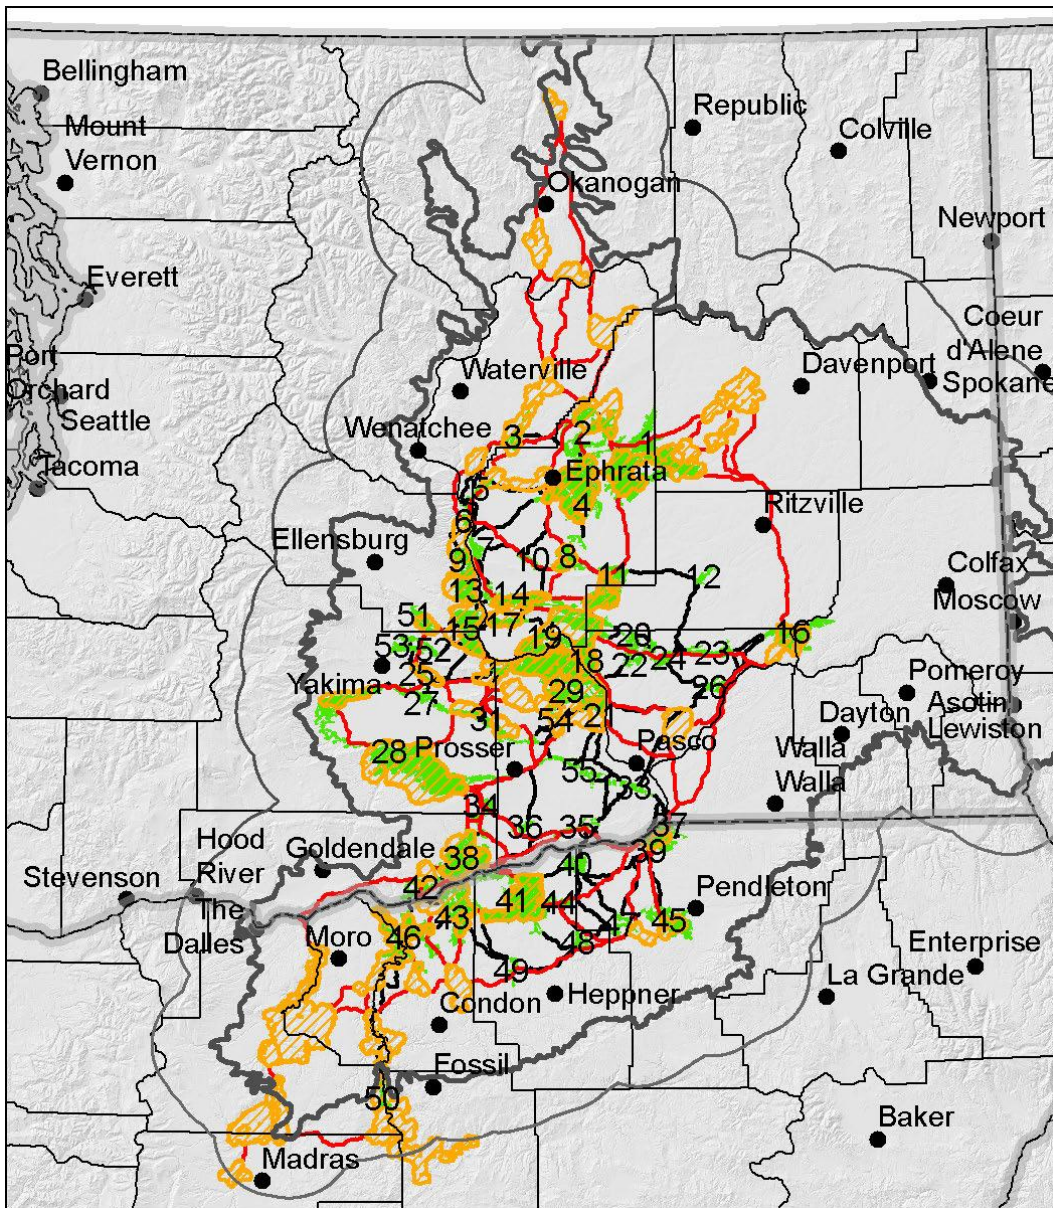 Bellingham
Mount
Vernon
Republic
Colville
Okanogan
Newport
Everett
Coeur
d'Alene
Port
Orchard
Seattle
Waterville
Davenport
Spokane
Wenatchee
3
2
1
Tacoma
Ephrata
5
4
6
Ritzville
Ellensburg
7
9
10
8
11
12
Colfax
13
14
Moscow
51
15
17
19
20
16
53
52
18
22
24
23
Yakima
25
26
Pomeroy
27
29
Asotin
31
54
21
Dayton
Lewiston
28
Prosser
Pasco
Walla
Walla
55
33
34
36
35
37
Hood
River
Goldendale
38
40
39
Stevenson
42
41
44
Pendleton
The
Dalles
43
46
47
45
Moro
48
Enterprise
49
La Grande
Condon
Heppner
Fossil
50
Baker
Madras